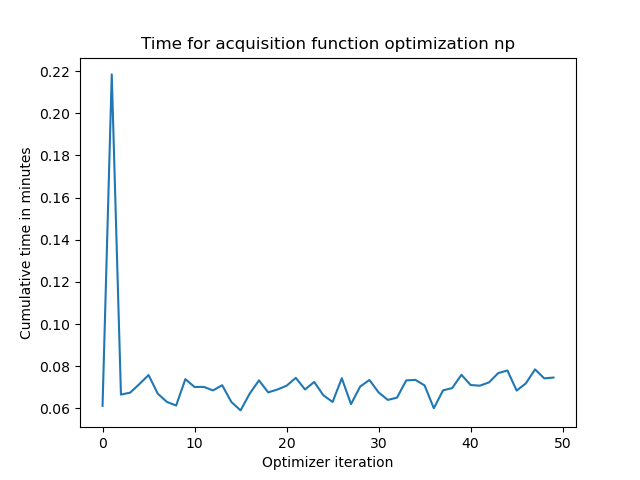 Time for acquisition function optimization np
0.22
0.20
0.18
0.16
0.14
0.12
0.10
0.08
0.06
Cumulative time in minutes
0 10 20 30 40 50
Optimizer iteration